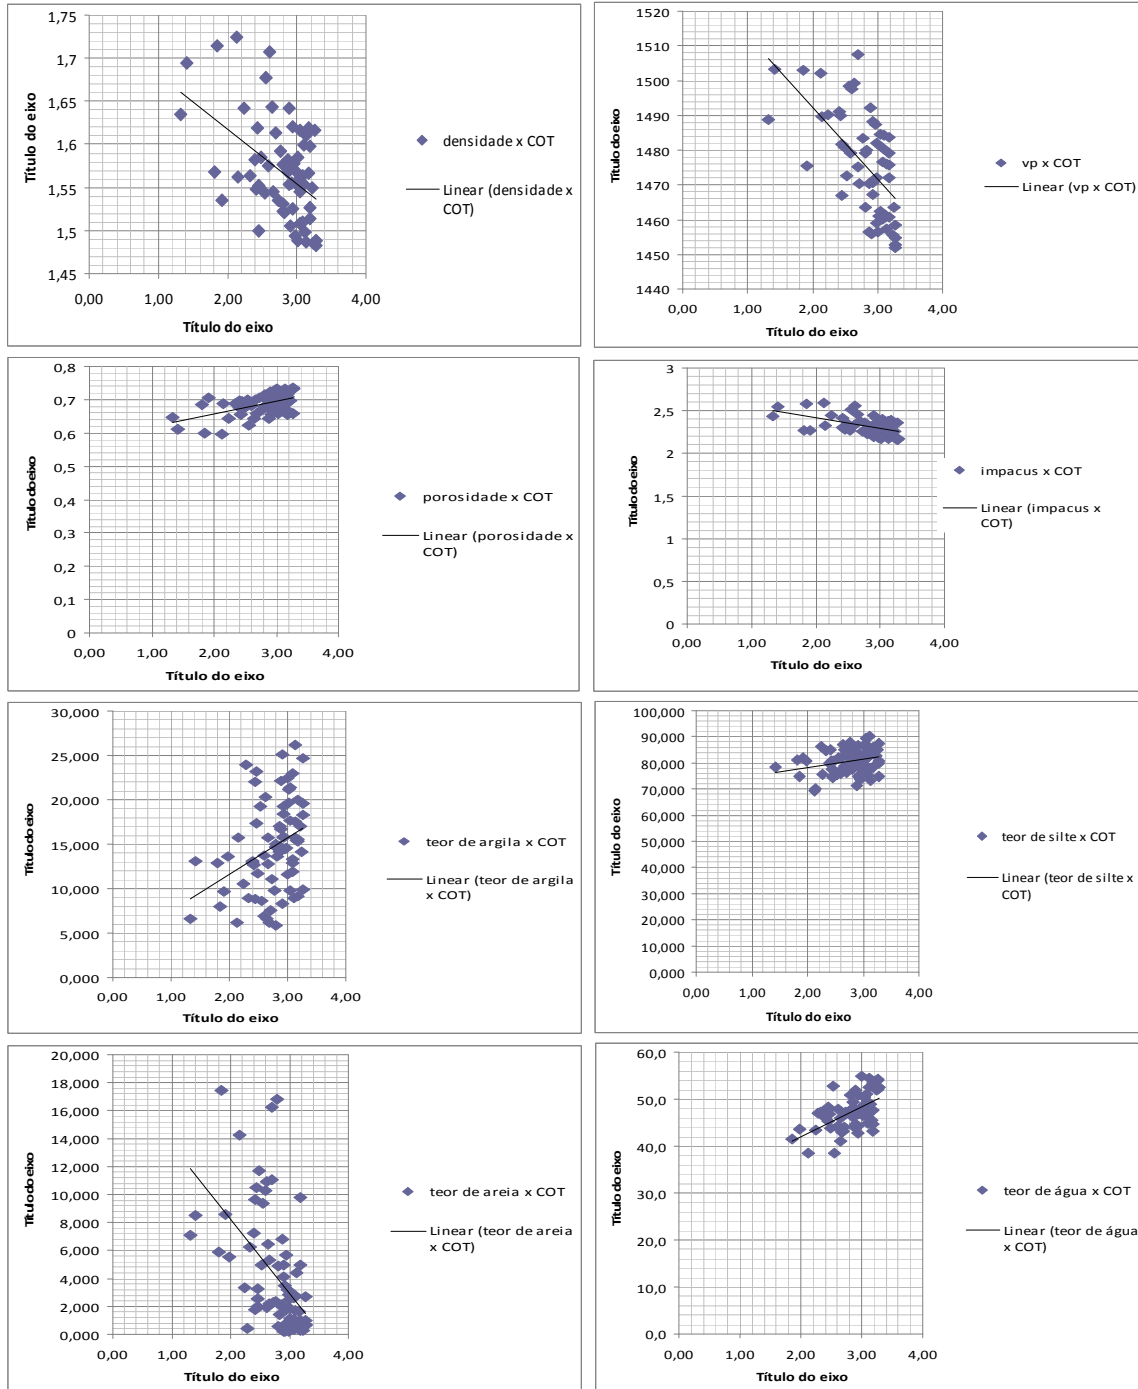 1,75
1,7
1,65
1,6
1,55
1,5
1,45
0,00 1,00 2,00 3,00 4,00
Título do eixo
Título do eixo
densidade x COT
Linear (densidade x
COT)
1520
1510
1500
1490
1480
1470
1460
1450
1440
0,00 1,00 2,00 3,00 4,00
Título do eixo
Título do eixo
vp x COT
Linear (vp x COT)
0,8
0,7
0,6
0,5
0,4
0,3
0,2
0,1
0
0,00 1,00 2,00 3,00 4,00
Título do eixo
Título do eixo
porosidade x COT
Linear (porosidade x
COT)
3
2,5
2
1,5
1
0,5
0
0,00 1,00 2,00 3,00 4,00
Título do eixo
Título do eixo
impacus x COT
Linear (impacus x
COT)
30,000
25,000
20,000
15,000
10,000
5,000
0,000
0,00 1,00 2,00 3,00 4,00
Título do eixo
Título do eixo
teor de argila x COT
Linear (teor de argila
x COT)
100,000
90,000
80,000
70,000
60,000
50,000
40,000
30,000
20,000
10,000
0,000
0,00 1,00 2,00 3,00 4,00
Título do eixo
Título do eixo
teor de silte x COT
Linear (teor de silte x
COT)
20,000
18,000
16,000
14,000
12,000
10,000
8,000
6,000
4,000
2,000
0,000
0,00 1,00 2,00 3,00 4,00
Título do eixo
Título do eixo
teor de areia x COT
Linear (teor de areia
x COT)
60,0
50,0
40,0
30,0
20,0
10,0
0,0
0,00 1,00 2,00 3,00 4,00
Título do eixo
Título do eixo
teor de água x COT
Linear (teor de água
x COT)